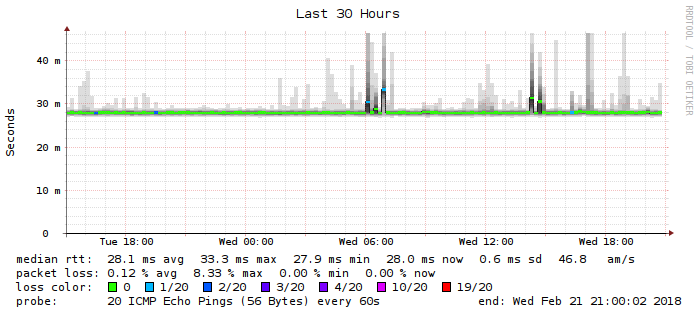 Last 30 Hours
RRDTOOL / TOBI OETIKER
Seconds
40 m
30 m
20 m
10 m
0
Tue 18:00 Wed 00:00 Wed 06:00 Wed 12:00 Wed 18:00
median rtt: 28.1 ms avg 33.3 ms max 27.9 ms min 28.0 ms now 0.6 ms sd 46.8 am/s
packet loss: 0.12 % avg 8.33 % max 0.00 % min 0.00 % now
loss color: 0 1/20 2/20 3/20 4/20 10/20 19/20
probe: 20 ICMP Echo Pings (56 Bytes) every 60s end: Wed Feb 21 21:00:02 2018